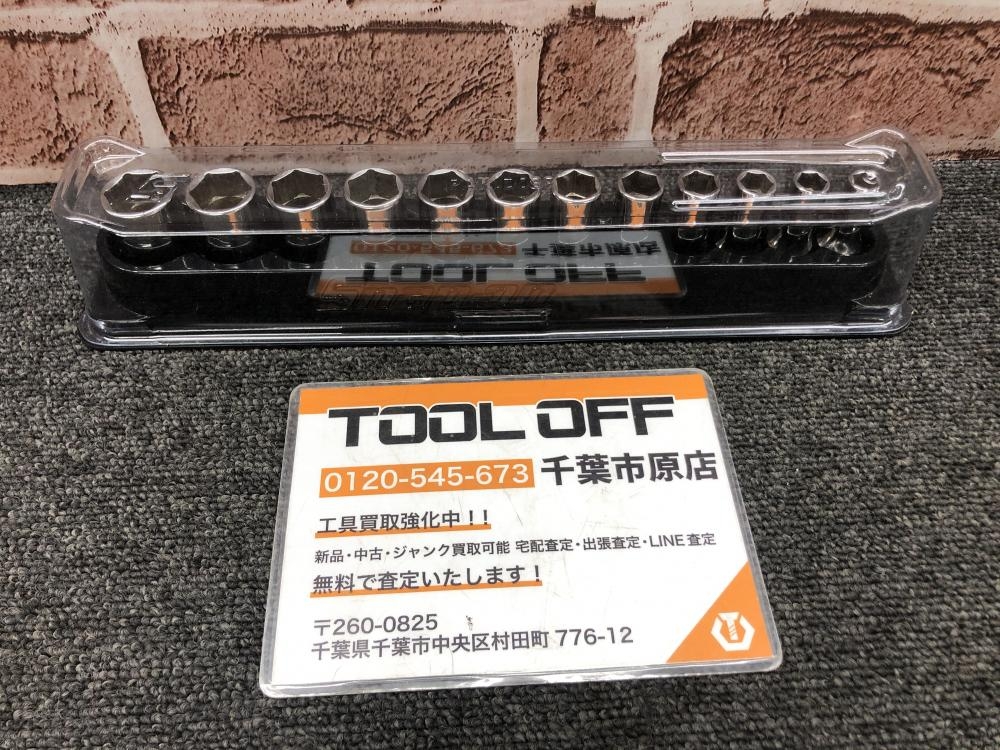 TOOL OFF
0120-545-673 千葉市原店
工具買取強化中!!
新品・中古・ジャンク買取可能 宅配査定・出張査定・LINE査定
無料で査定いたします!
〒260-0825
千葉県千葉市中央区村田町 776-12